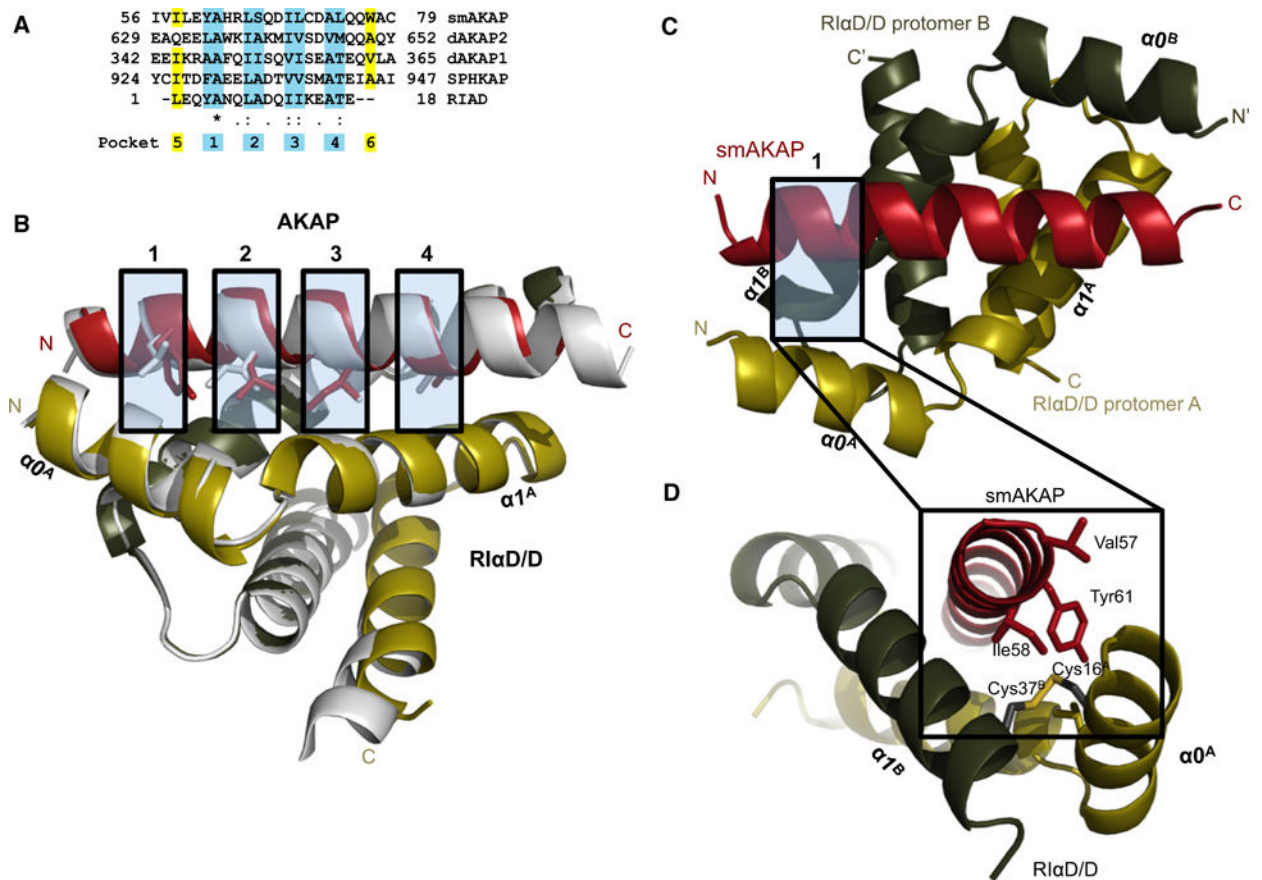 A
56 IVILEYAHRLSQDILCDALQQWAC 79 smAKAP
629 EAQEELAWKIAKMIVSDVMQQAQY 652 dAKAP2
342 EEIKRAAFQIISQVISEATEQVLA 365 dAKAP1
924 YCITDFAEELADTVVSMATEIAAI 947 SPHKAP
1 -LEQYANQLADQIIKEATE-- 18 RIAD
* .: . :: . :
Pocket 5 1 2 3 4 6
B
AKAP
1 2 3 4
N
C
N
α0ᴬ
α1ᴬ
RIαD/D
C
C
RIαD/D protomer B
α0ᴮ
C'
N'
smAKAP
1
N
C
α1ᴮ
α1ᴬ
N
C
RIαD/D protomer A
α0ᴬ
D
smAKAP
Val57
Tyr61
Ile58
Cys16ᴬ
Cys37ᴮ
α1ᴮ
α0ᴬ
RIαD/D